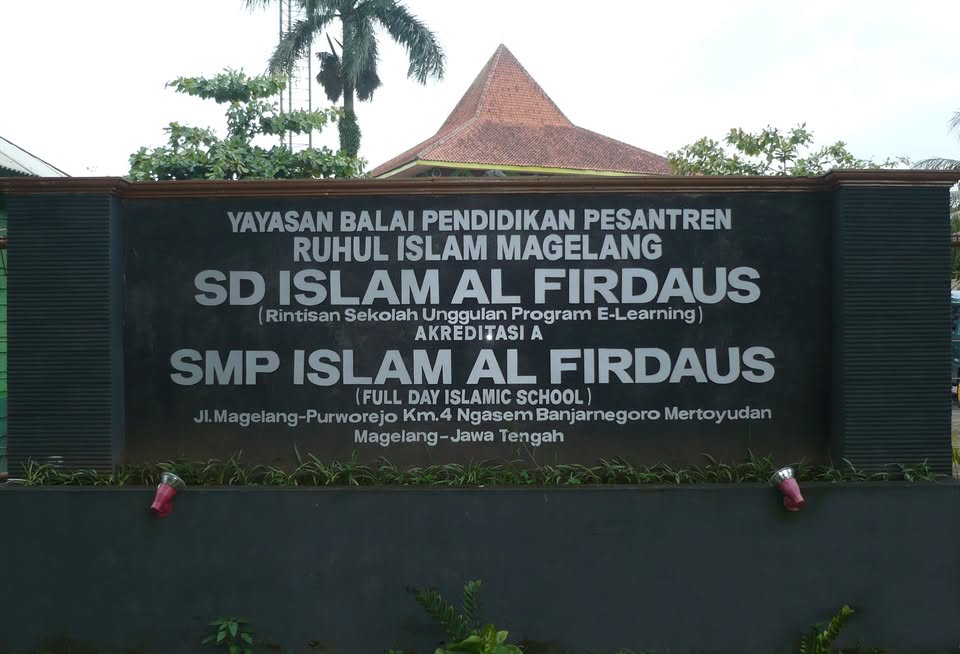 YAYASAN BALAI PENDIDIKAN PESANTREN
RUHUL ISLAM MAGELANG
SD ISLAM AL FIRDAUS
(Rintisan Sekolah Unggulan Program E-Learning)
AKREDITASI A
SMP ISLAM AL FIRDAUS
(FULL DAY ISLAMIC SCHOOL)
Jl.Magelang-Purworejo Km.4 Ngasem Banjarnegoro Mertoyudan
Magelang-Jawa Tengah